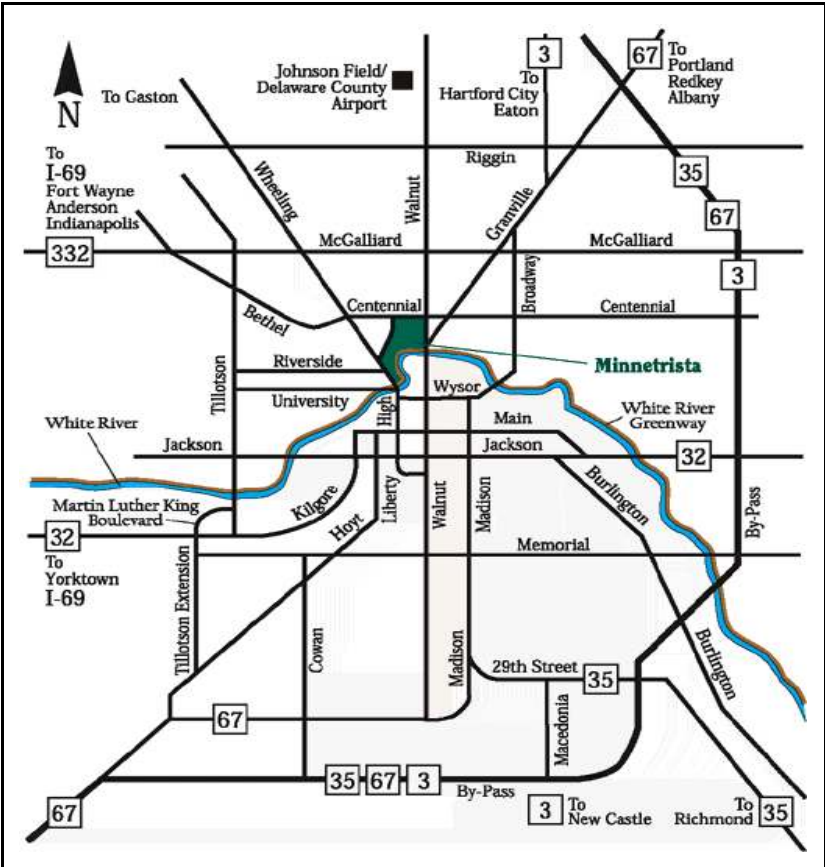 3
67
To
Portland
Redkey
Albany
Johnson Field/
Delaware County
Airport
To
Hartford City
Eaton
To Gaston
N
To
I-69
Fort Wayne
Anderson
Indianapolis
Riggin
35
67
Wheeling
Walnut
Granville
McGalliard
McGalliard
332
3
Broadway
Centennial
Centennial
Bethel
Minnetrista
Riverside
Tillotson
University
High
Wysor
White River
Greenway
White River
Main
Jackson
Jackson
32
Martin Luther King
Boulevard
Kilgore
Hoyt
Liberty
Walnut
Madison
Burlington
By-Pass
32
To
Yorktown
I-69
Memorial
Tillotson Extension
Cowan
Madison
29th Street
35
Burlington
67
Macedonia
35
67
3
By-Pass
67
3
To
New Castle
To
Richmond
35